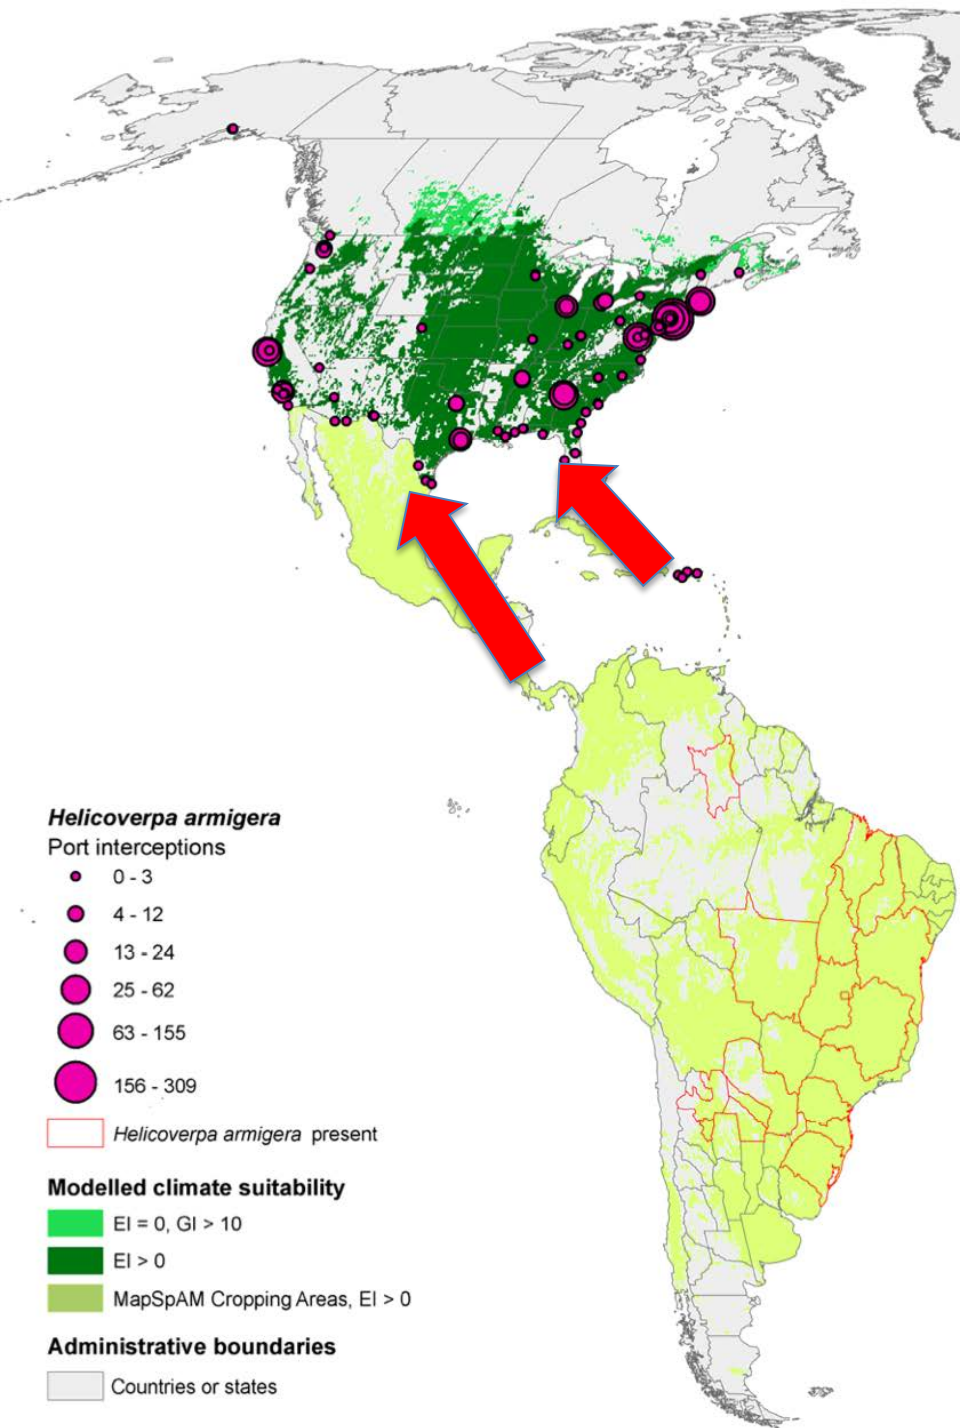 Helicoverpa armigera
Port interceptions
0 - 3
4 - 12
13 - 24
25 - 62
63 - 155
156 - 309
Helicoverpa armigera present
Modelled climate suitability
EI = 0, GI > 10
EI > 0
MapSpAM Cropping Areas, EI > 0
Administrative boundaries
Countries or states